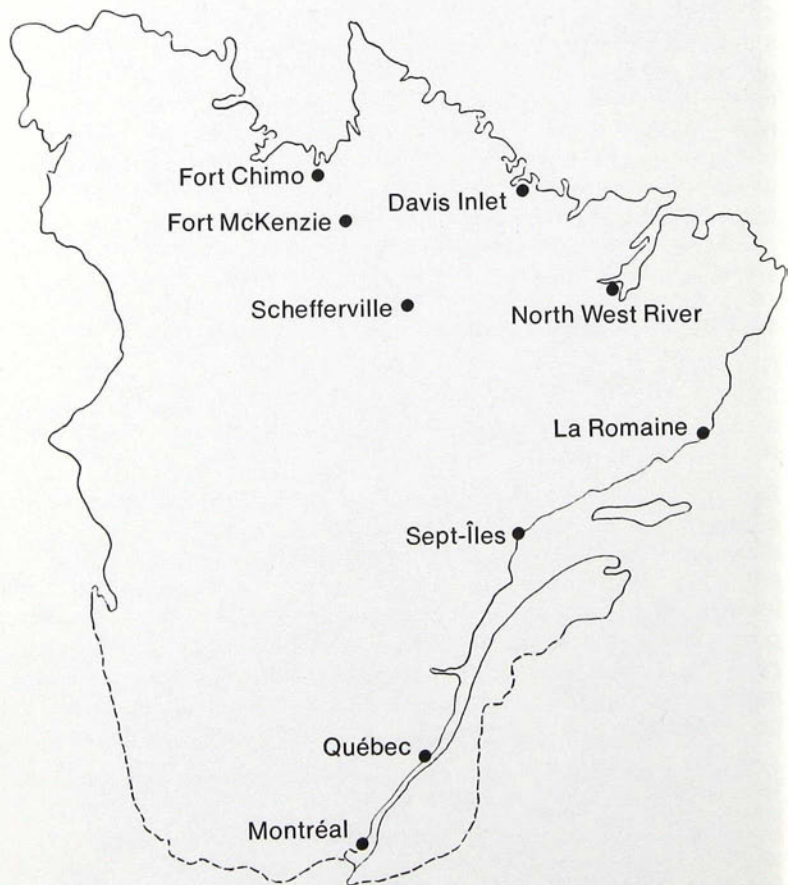 Fort Chimo
Davis Inlet
Fort McKenzie
Schefferville
North West River
La Romaine
Sept-Îles
Québec
Montréal